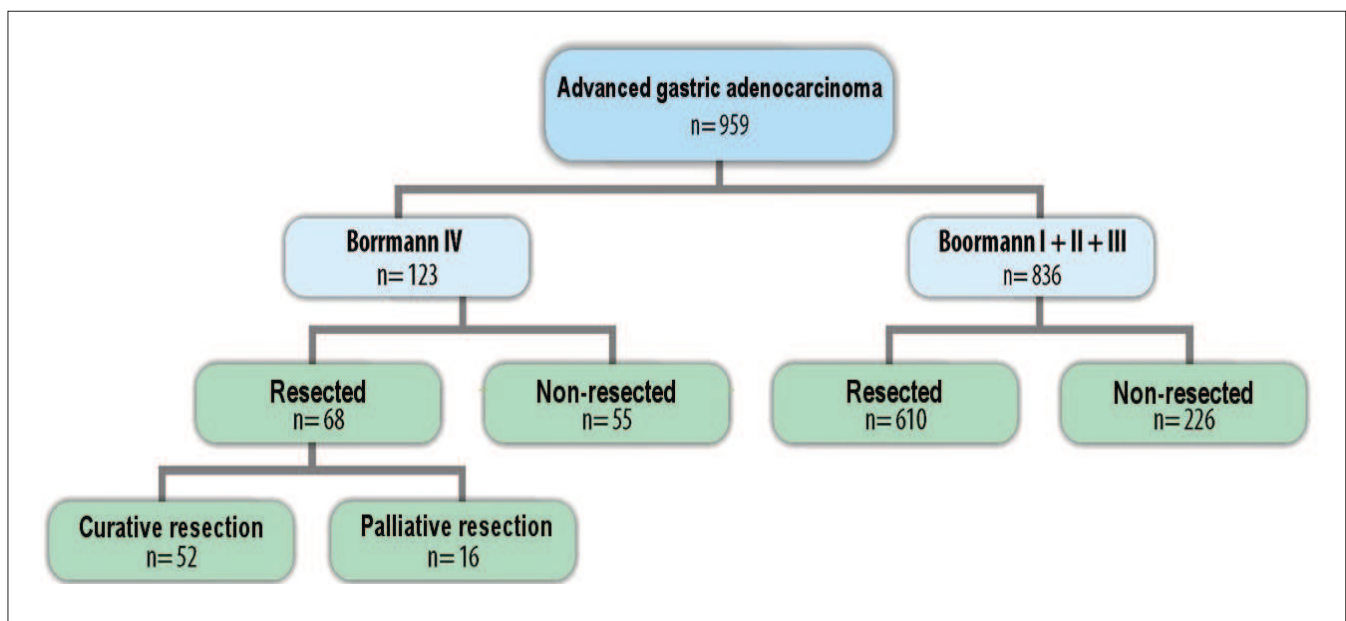 Advanced gastric adenocarcinoma
n= 959
Borrmann IV
n= 123
Boormann I + II + III
n= 836
Resected
n= 68
Non-resected
n= 55
Resected
n= 610
Non-resected
n= 226
Curative resection
n= 52
Palliative resection
n= 16